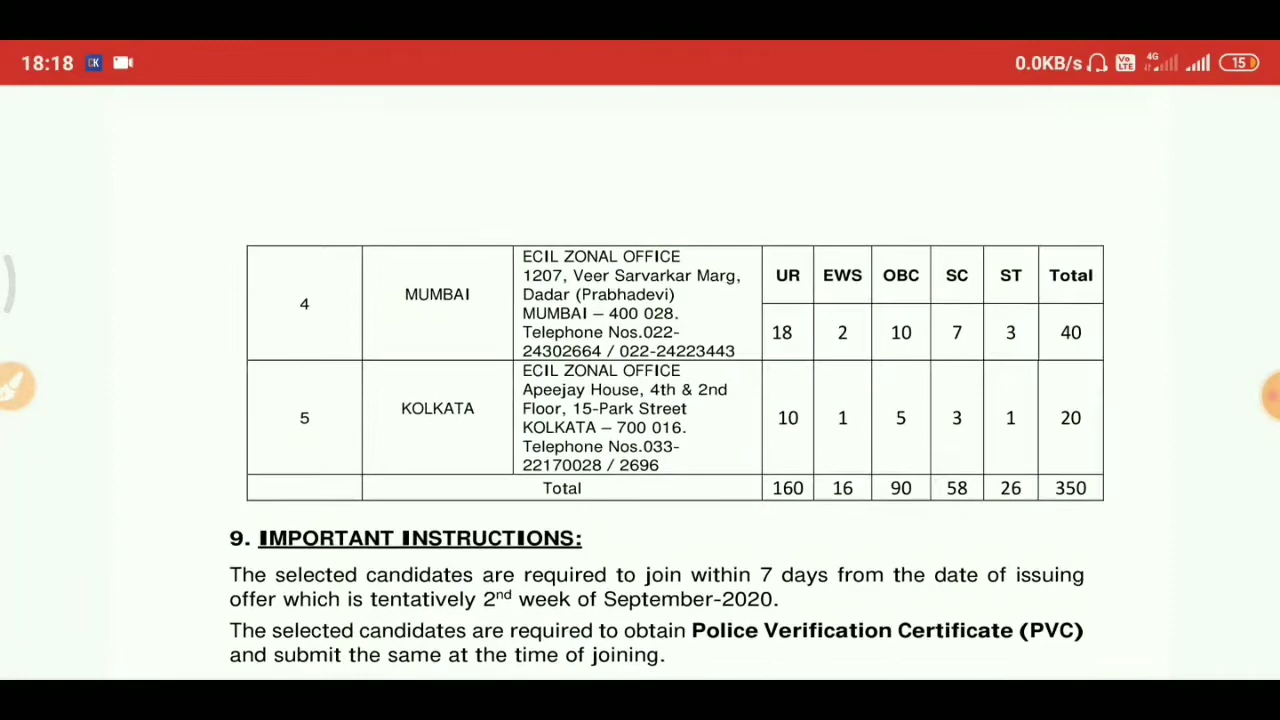 18:18 CK 0.0KB/s Vo LTE 4G 15
4 MUMBAI ECIL ZONAL OFFICE
1207, Veer Sarvarkar Marg,
Dadar (Prabhadevi)
MUMBAI – 400 028.
Telephone Nos.022-
24302664 / 022-24223443
UR EWS OBC SC ST Total
18 2 10 7 3 40
5 KOLKATA ECIL ZONAL OFFICE
Apeejay House, 4th & 2nd
Floor, 15-Park Street
KOLKATA – 700 016.
Telephone Nos.033-
22170028 / 2696
10 1 5 3 1 20
Total 160 16 90 58 26 350
9. IMPORTANT INSTRUCTIONS:
The selected candidates are required to join within 7 days from the date of issuing
offer which is tentatively 2nd week of September-2020.
The selected candidates are required to obtain Police Verification Certificate (PVC)
and submit the same at the time of joining.